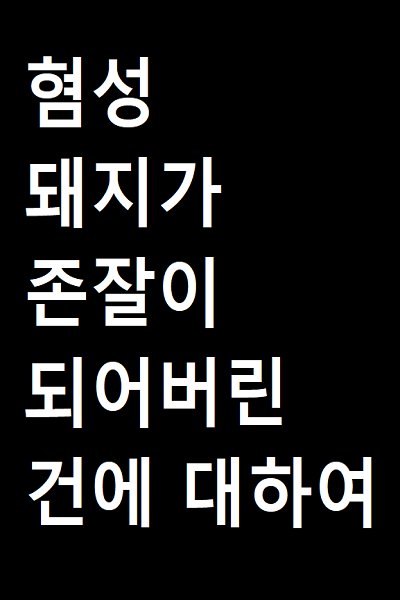 혐성
돼지가
존잘이
되어버린
건에 대하여